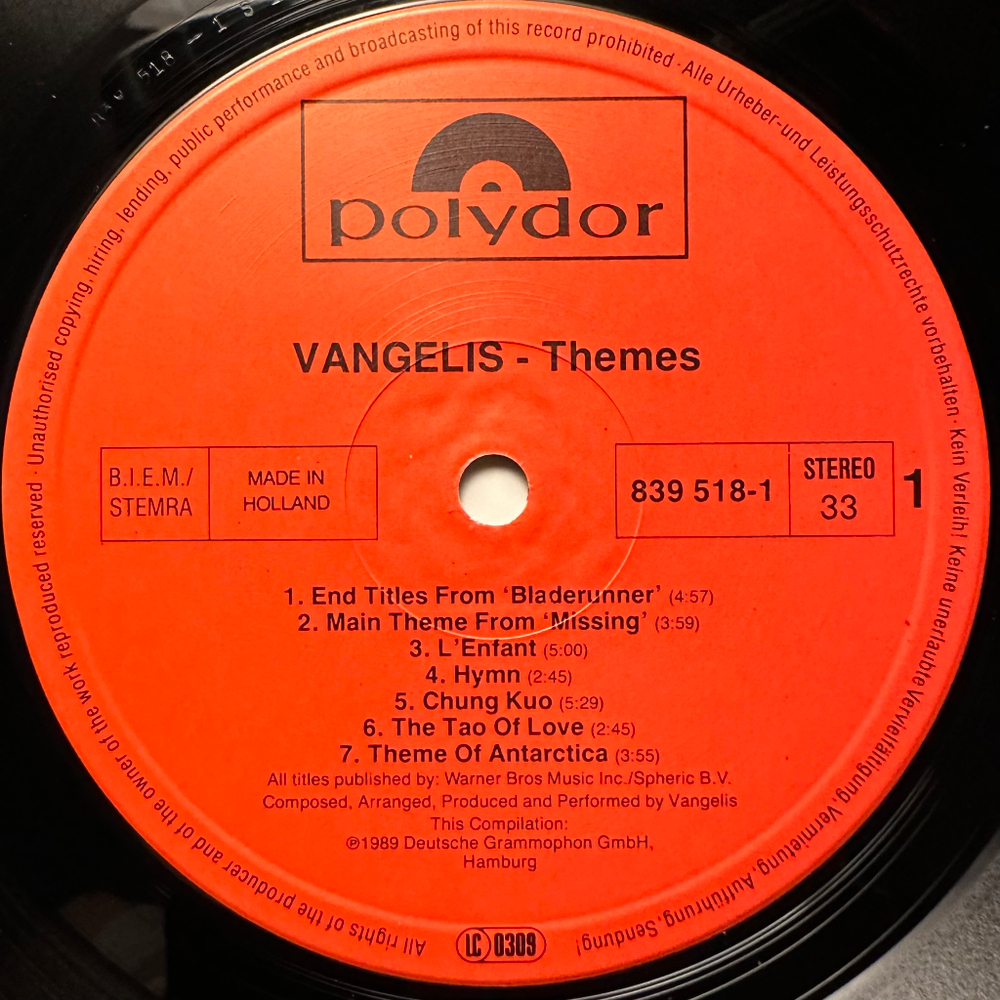 518 - 1 S
All rights of the producer and of the owner of the work reproduced reserved · Unauthorised copying, hiring, lending, public performance and broadcasting of this record prohibited · Alle Urheber-und Leistungsschutzrechte vorbehalten · Kein Verleih! Keine unerlaubte Vervielfältigung, Vermietung, Aufführung, Sendung!
polydor
VANGELIS - Themes
B.I.E.M./
STEMRA
MADE IN
HOLLAND
839 518-1
STEREO
33
1
1. End Titles From ‘Bladerunner’ (4:57)
2. Main Theme From ‘Missing’ (3:59)
3. L’Enfant (5:00)
4. Hymn (2:45)
5. Chung Kuo (5:29)
6. The Tao Of Love (2:45)
7. Theme Of Antarctica (3:55)
All titles published by: Warner Bros Music Inc./Spheric B.V.
Composed, Arranged, Produced and Performed by Vangelis
This Compilation:
℗1989 Deutsche Grammophon GmbH,
Hamburg
LC 0309